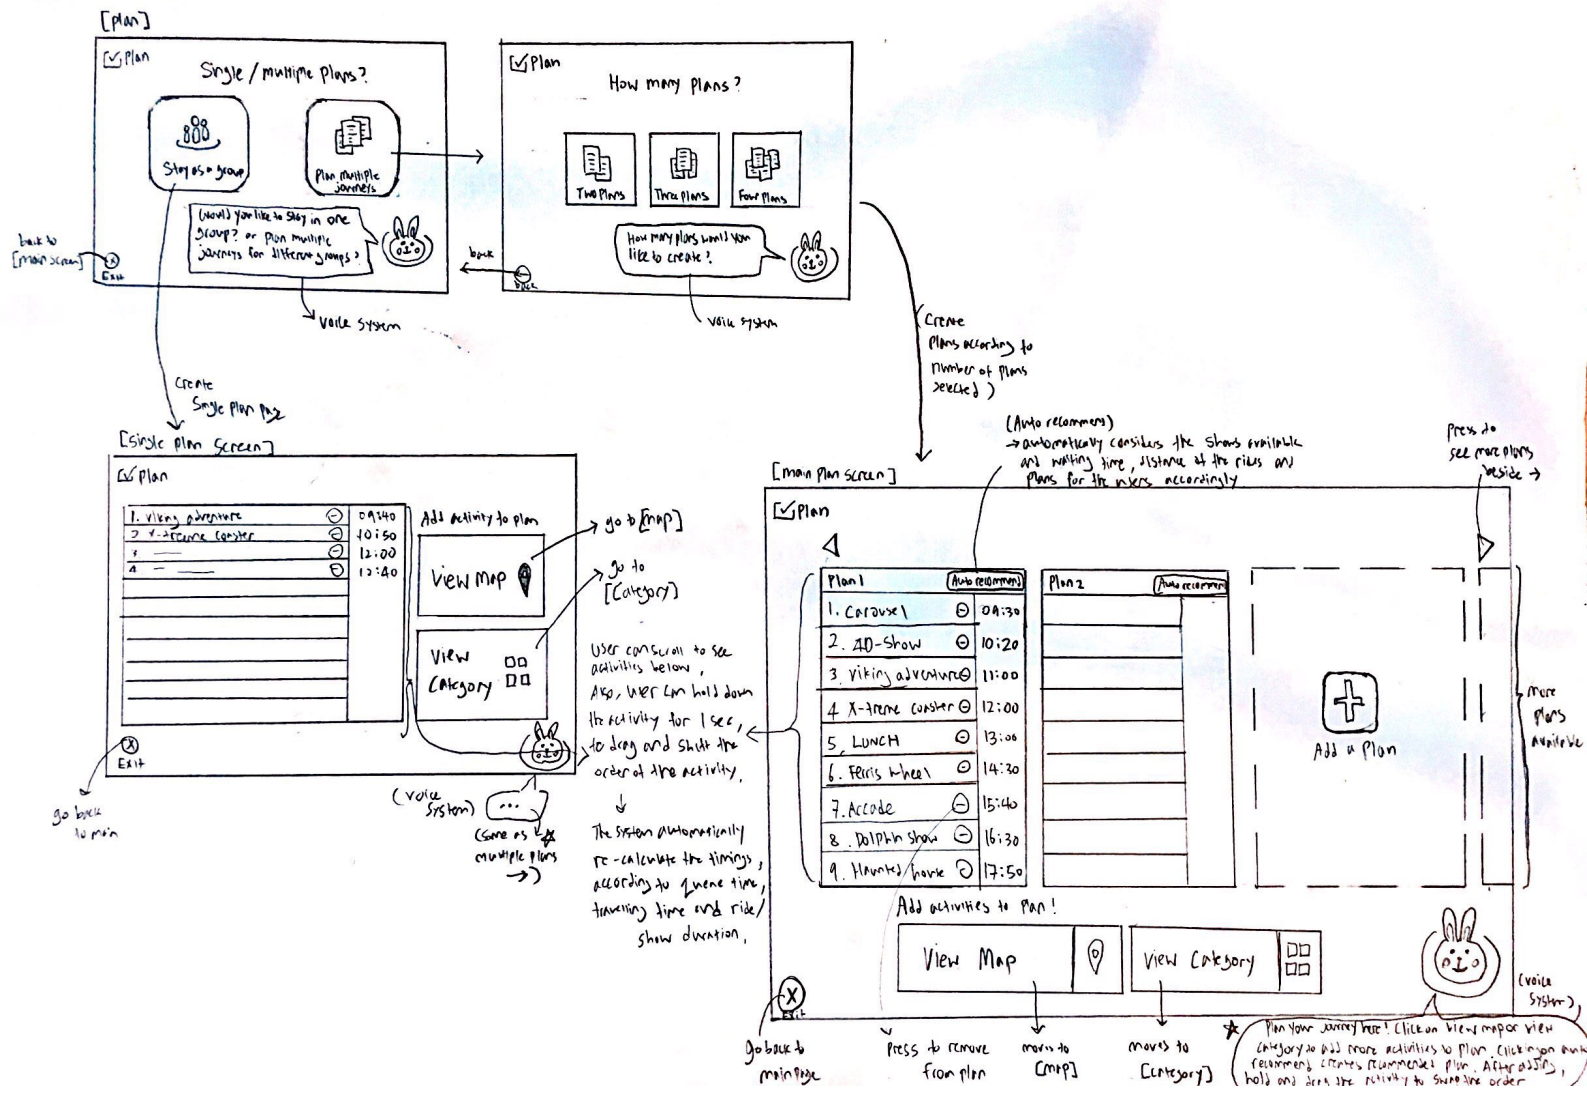 [plan]
Plan
Single / multiple plans?
Stay as a group
Plan multiple
journeys
Would you like to stay in one
group? or plan multiple
journeys for different groups?
back to
[main screen]
Exit
voice system
Plan
How many plans?
Two Plans
Three plans
Four plans
How many plans would you
like to create?
back
back
voice system
Create
Single plan page
(Create
plans according to
number of plans
selected)
[single plan screen]
Plan
1. Viking adventure 09:40
2 X-treme coaster 10:50
3 12:00
4. 12:40
Add activity to plan
View Map
View
Category
go to [map]
go to
[Category]
Exit
go back
to main
(voice
system)
...
(same as
multiple plans
→)
User can scroll to see
activities below,
Also, user can hold down
the activity for 1 sec,
to drag and shift the
order of the activity,
The system automatically
re-calculate the timings,
according to queue time,
travelling time and ride/
show duration,
(Auto recommend)
→ automatically considers the shows available
and waiting time, distance of the rides and
plans for the users accordingly
Press to
see more plans
beside →
[main plan screen]
Plan
Plan 1 Auto recommend
1. Carousel 09:30
2. 4D-Show 10:20
3. Viking adventure 11:00
4 X-treme coaster 12:00
5, LUNCH 13:00
6. Ferris wheel 14:30
7. Arcade 15:40
8. Dolphin show 16:30
9. Haunted house 17:50
Plan 2 Auto recommend
Add a plan
more
plans
available
Add activities to plan!
View Map
View Category
Exit
go back to
main page
Press to remove
from plan
moves to
[map]
moves to
[category]
(voice
system)
Plan your journey here! Click on view map or view
category to add more activities to plan. Clicking on auto
recommend creates recommended plan. After adding,
hold and drag the activity to swap the order